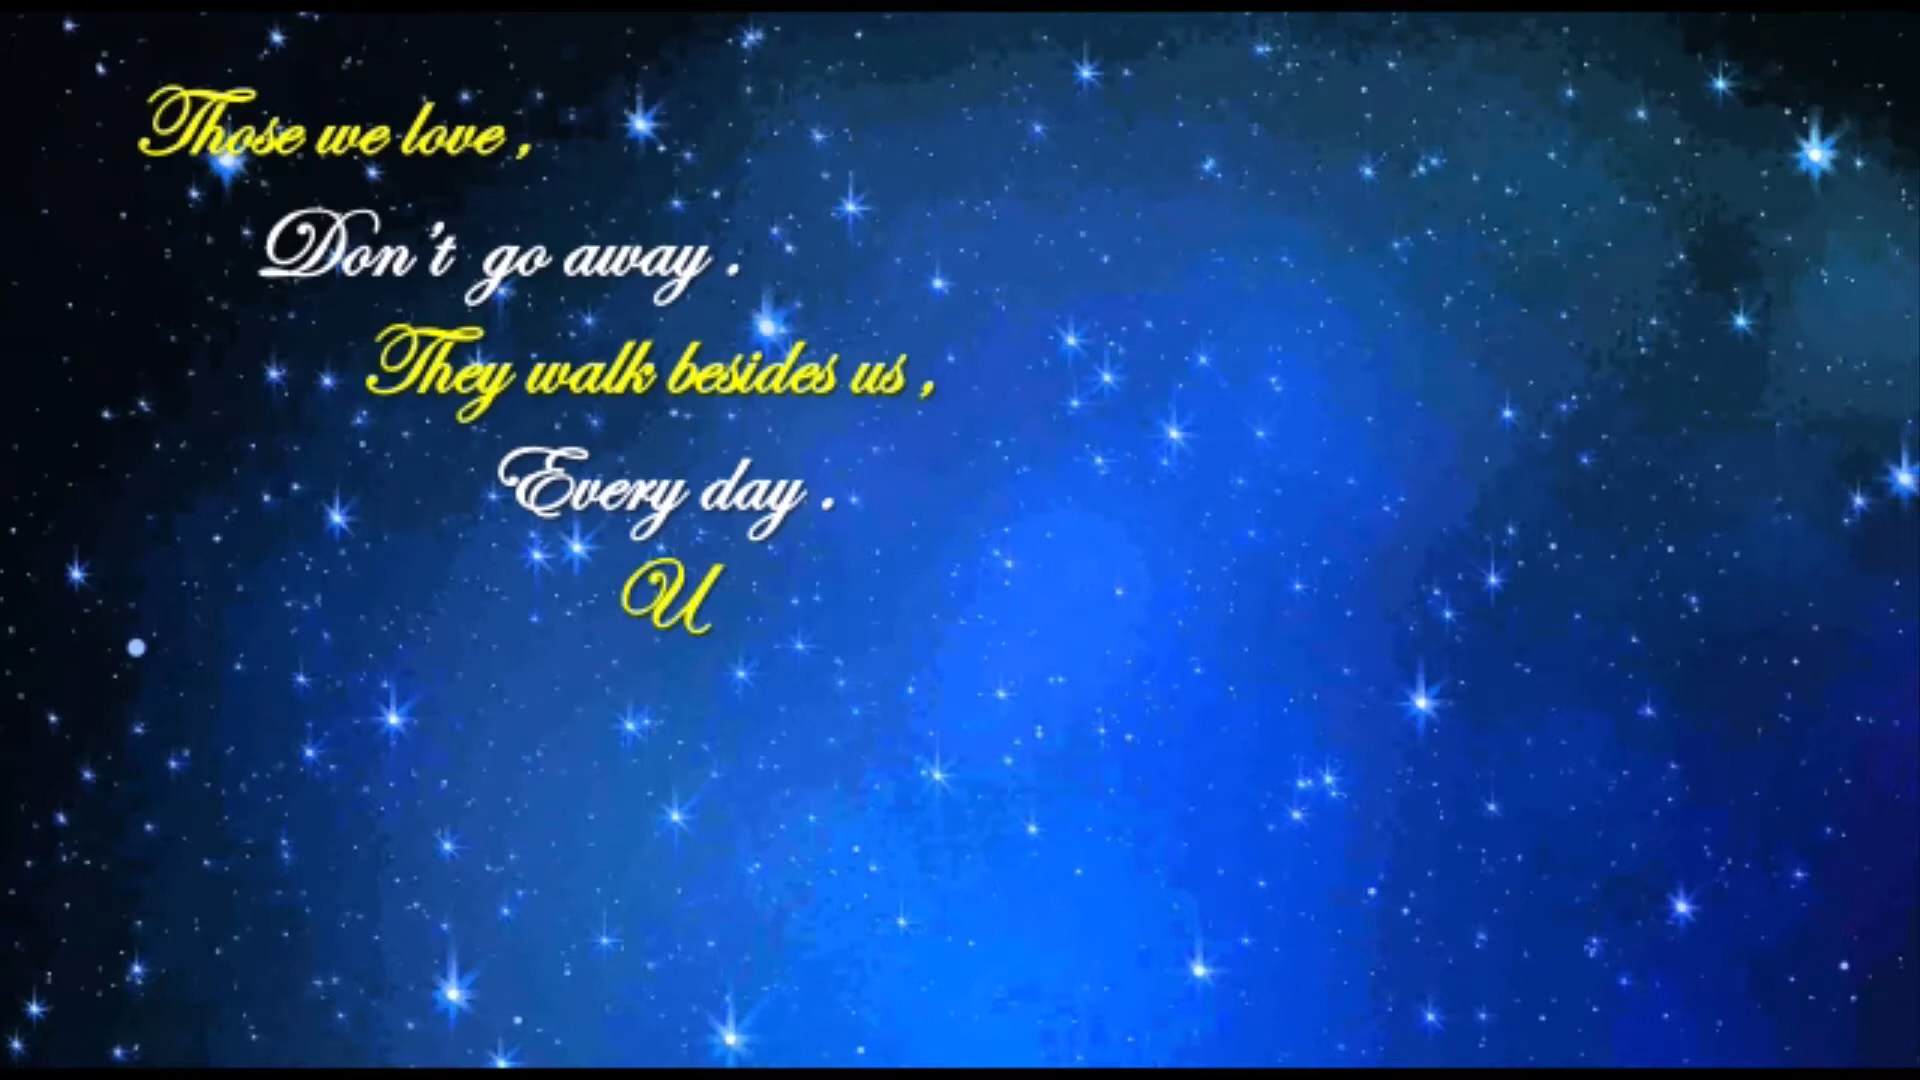 Those we love ,
Don't go away .
They walk besides us ,
Every day .
U